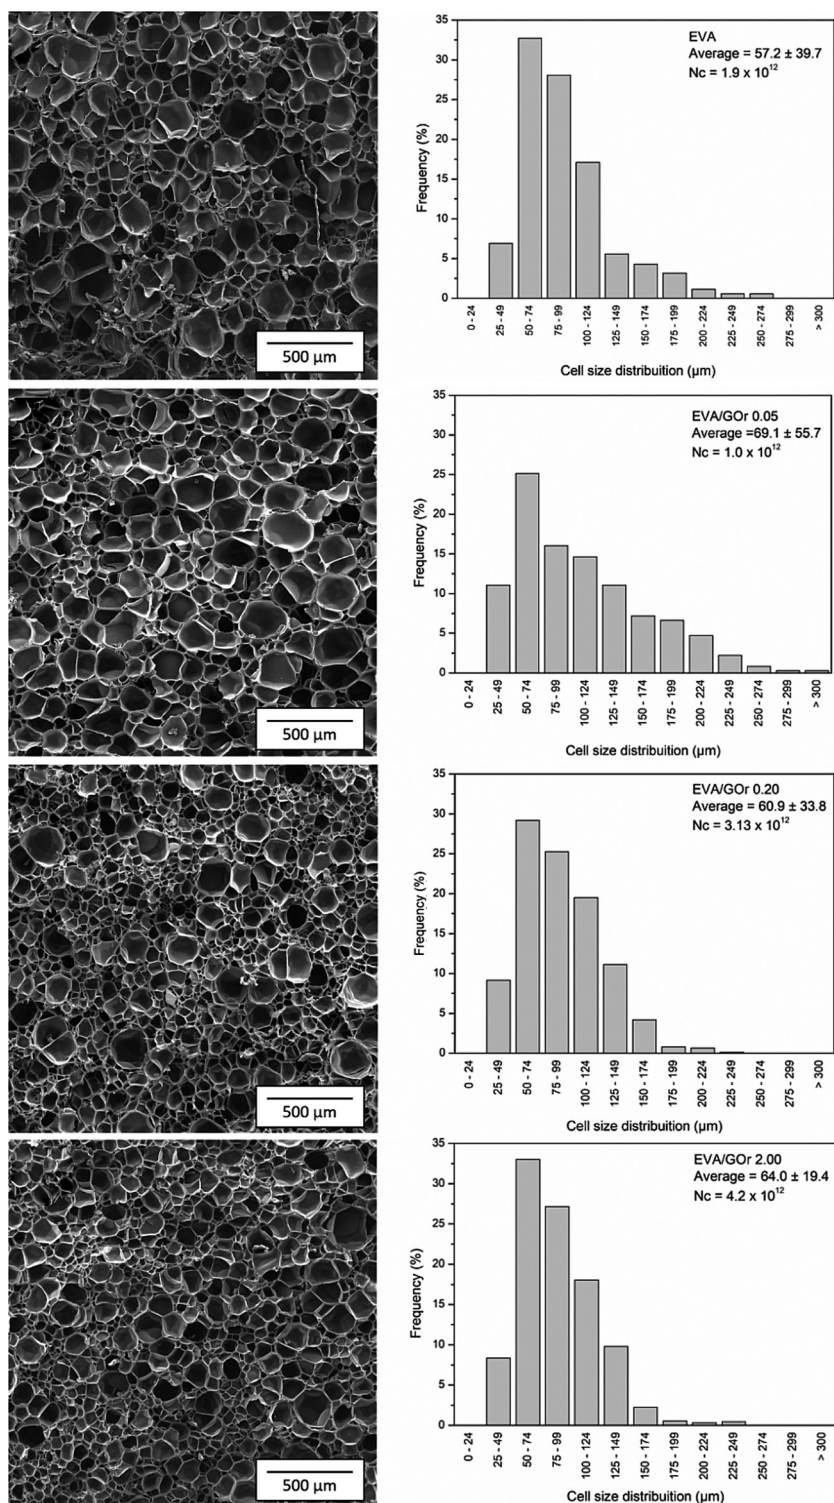 500 µm
EVA
Average = 57.2 ± 39.7
Nc = 1.9 x 10¹²
Frequency (%)
35
30
25
20
15
10
5
0
0 - 24
25 - 49
50 - 74
75 - 99
100 - 124
125 - 149
150 - 174
175 - 199
200 - 224
225 - 249
250 - 274
275 - 299
> 300
Cell size distribuition (µm)
500 µm
EVA/GOr 0.05
Average =69.1 ± 55.7
Nc = 1.0 x 10¹²
Frequency (%)
35
30
25
20
15
10
5
0
0 - 24
25 - 49
50 - 74
75 - 99
100 - 124
125 - 149
150 - 174
175 - 199
200 - 224
225 - 249
250 - 274
275 - 299
> 300
Cell size distribuition (µm)
500 µm
EVA/GOr 0.20
Average = 60.9 ± 33.8
Nc = 3.13 x 10¹²
Frequency (%)
35
30
25
20
15
10
5
0
0 - 24
25 - 49
50 - 74
75 - 99
100 - 124
125 - 149
150 - 174
175 - 199
200 - 224
225 - 249
250 - 274
275 - 299
> 300
Cell size distribuition (µm)
500 µm
EVA/GOr 2.00
Average = 64.0 ± 19.4
Nc = 4.2 x 10¹²
Frequency (%)
35
30
25
20
15
10
5
0
0 - 24
25 - 49
50 - 74
75 - 99
100 - 124
125 - 149
150 - 174
175 - 199
200 - 224
225 - 249
250 - 274
275 - 299
> 300
Cell size distribuition (µm)